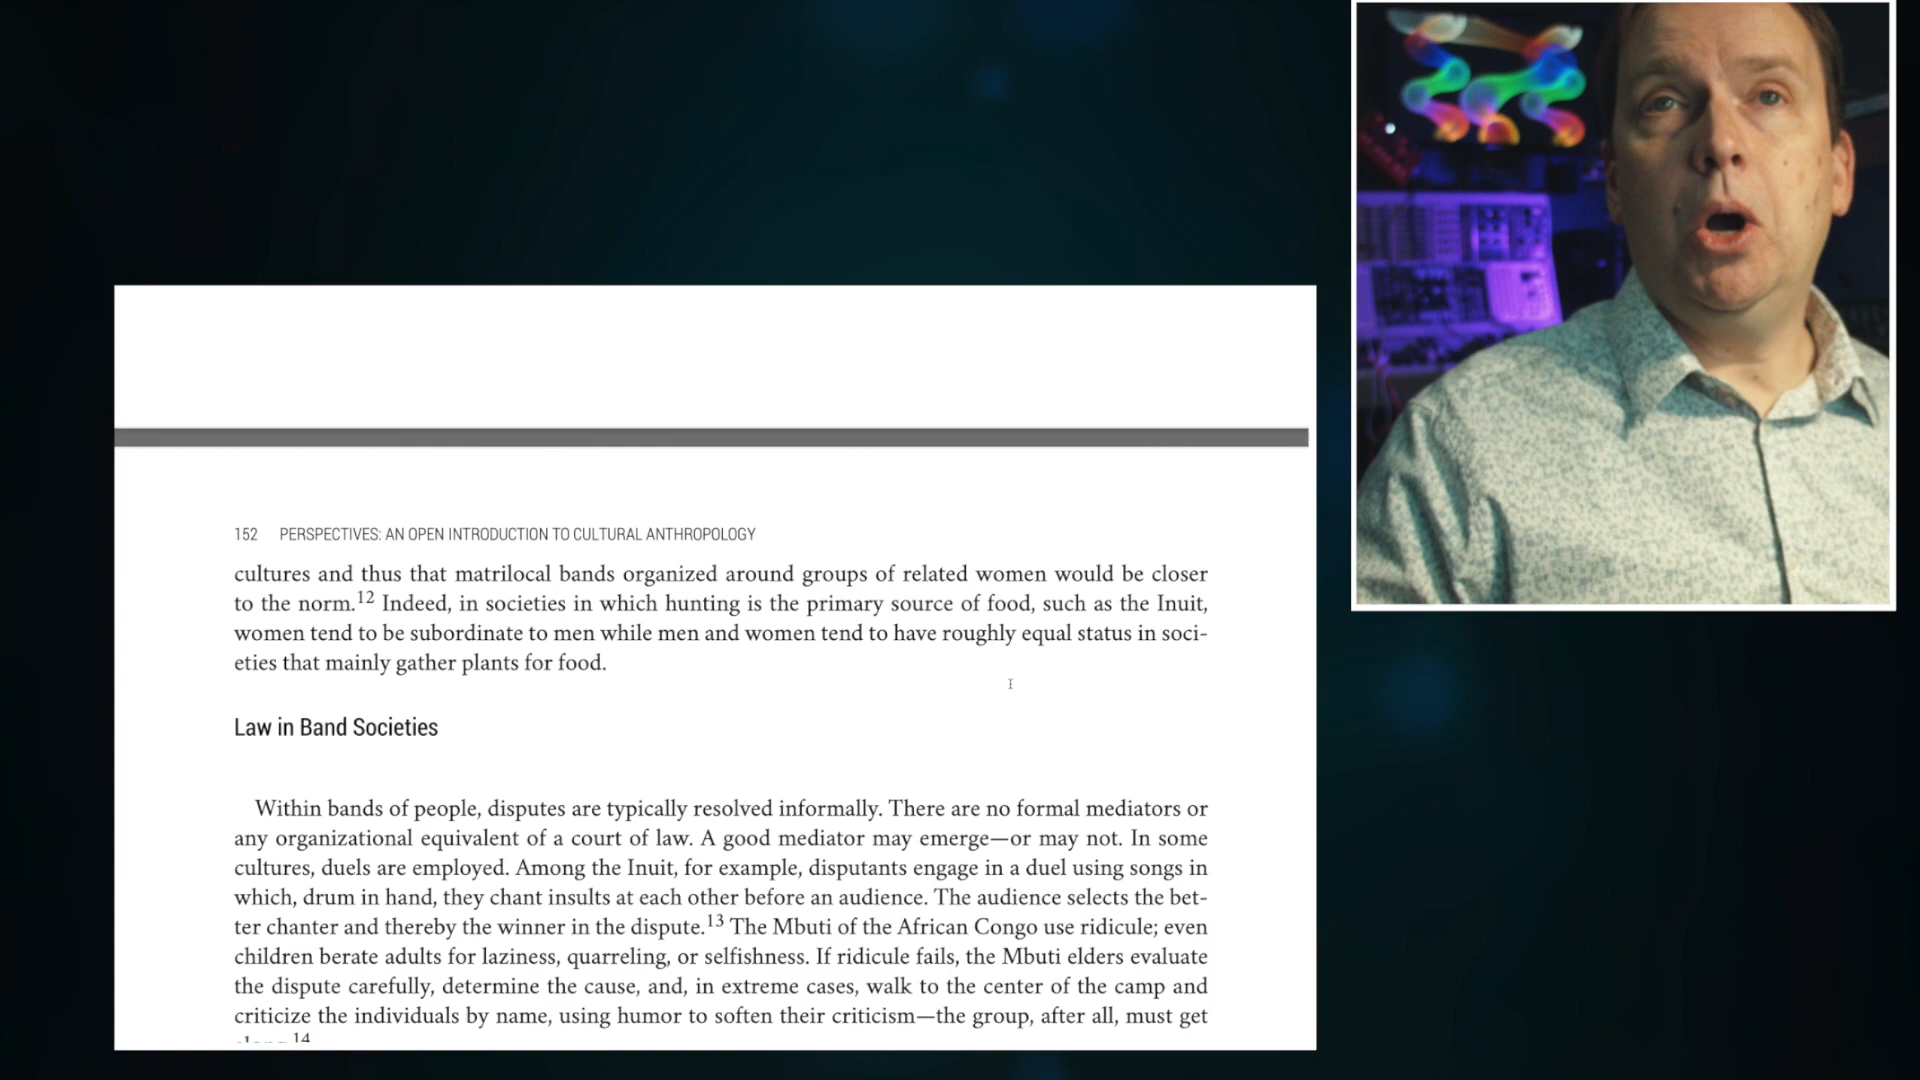 152 PERSPECTIVES: AN OPEN INTRODUCTION TO CULTURAL ANTHROPOLOGY
cultures and thus that matrilocal bands organized around groups of related women would be closer
to the norm.12 Indeed, in societies in which hunting is the primary source of food, such as the Inuit,
women tend to be subordinate to men while men and women tend to have roughly equal status in soci-
eties that mainly gather plants for food.
Law in Band Societies
Within bands of people, disputes are typically resolved informally. There are no formal mediators or
any organizational equivalent of a court of law. A good mediator may emerge—or may not. In some
cultures, duels are employed. Among the Inuit, for example, disputants engage in a duel using songs in
which, drum in hand, they chant insults at each other before an audience. The audience selects the bet-
ter chanter and thereby the winner in the dispute.13 The Mbuti of the African Congo use ridicule; even
children berate adults for laziness, quarreling, or selfishness. If ridicule fails, the Mbuti elders evaluate
the dispute carefully, determine the cause, and, in extreme cases, walk to the center of the camp and
criticize the individuals by name, using humor to soften their criticism—the group, after all, must get
14